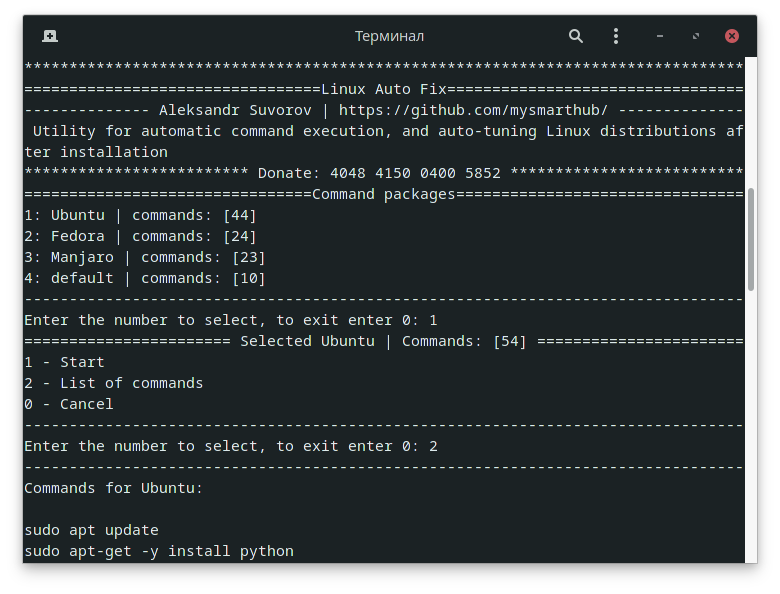 Терминал
********************************************************************************
=================================Linux Auto Fix=================================
-------------- Aleksandr Suvorov | https://github.com/mysmarthub/ --------------
 Utility for automatic command execution, and auto-tuning Linux distributions af
ter installation
************************* Donate: 4048 4150 0400 5852 **************************
================================Command packages================================
1: Ubuntu | commands: [44]
2: Fedora | commands: [24]
3: Manjaro | commands: [23]
4: default | commands: [10]
--------------------------------------------------------------------------------
Enter the number to select, to exit enter 0: 1
======================= Selected Ubuntu | Commands: [54] =======================
1 - Start
2 - List of commands
0 - Cancel
--------------------------------------------------------------------------------
Enter the number to select, to exit enter 0: 2
--------------------------------------------------------------------------------
Commands for Ubuntu:
sudo apt update
sudo apt-get -y install python